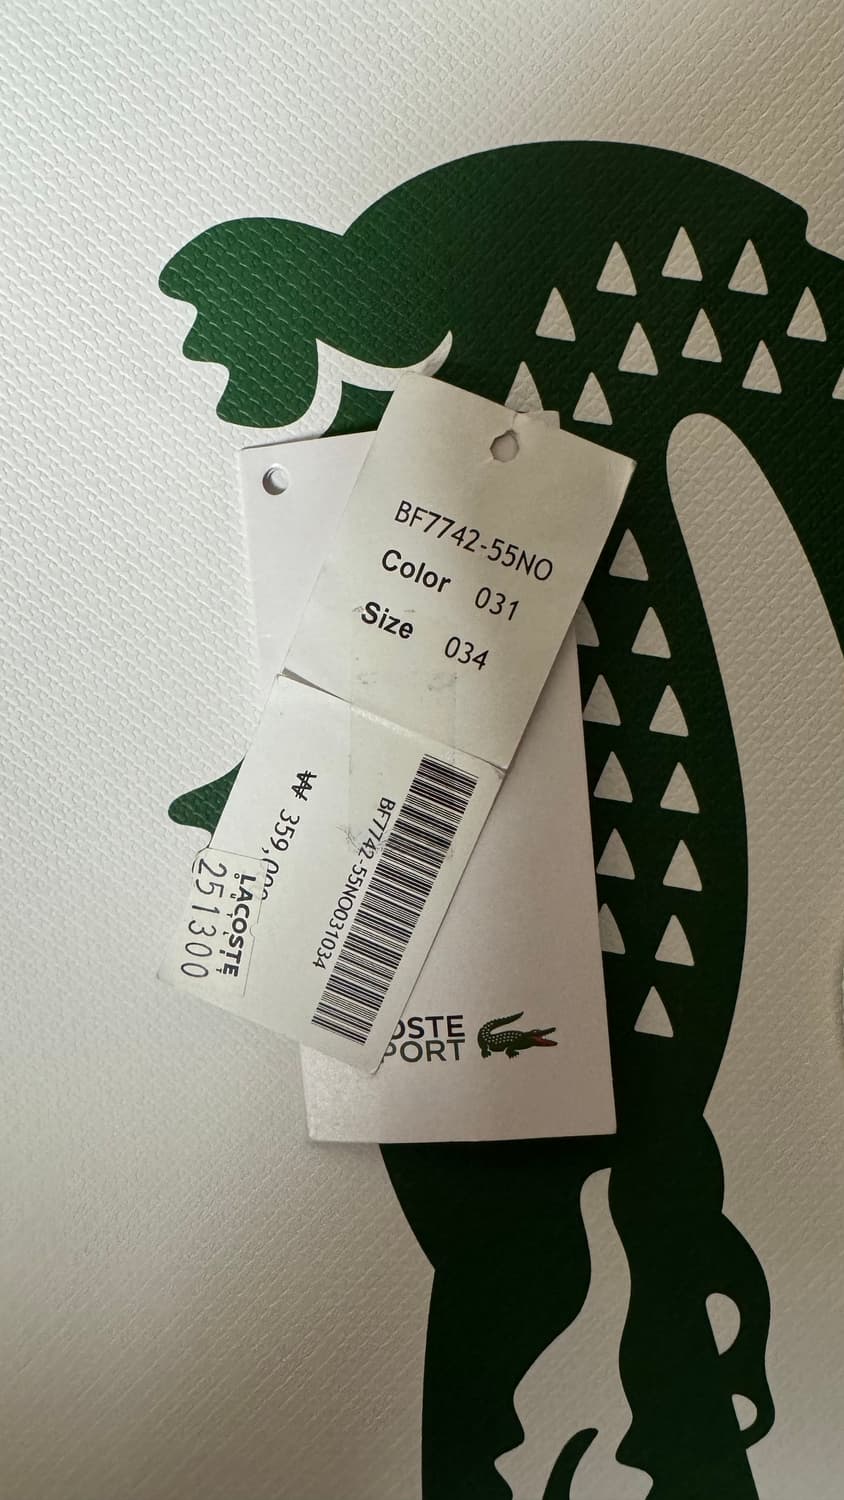 BF7742-55NO
Color 031
Size 034
₩ 359,000
BF7742-55NO031034
LACOSTE
251300
OSTE
PORT